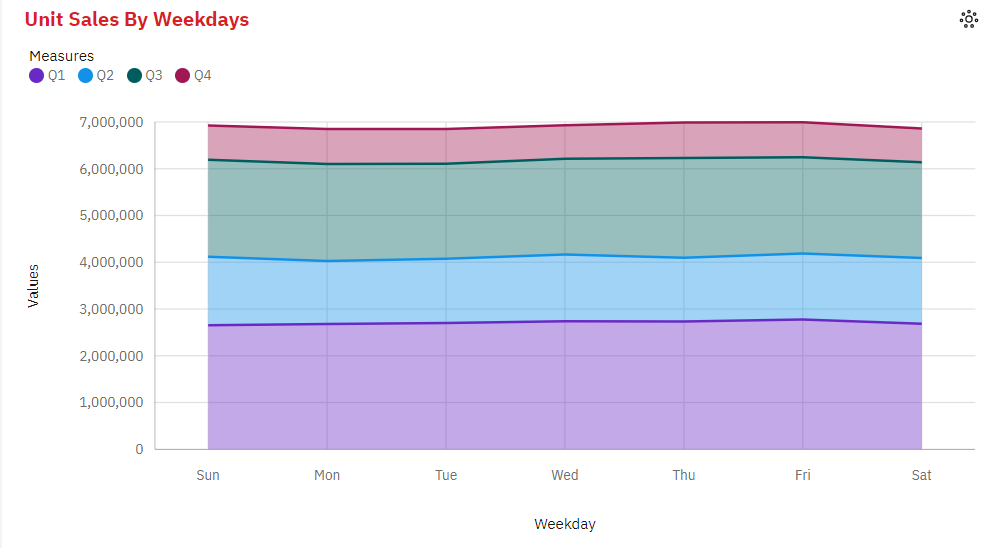 Unit Sales By Weekdays
Measures
Q1 Q2 Q3 Q4
7,000,000
6,000,000
5,000,000
4,000,000
3,000,000
2,000,000
1,000,000
0
Values
Sun Mon Tue Wed Thu Fri Sat
Weekday